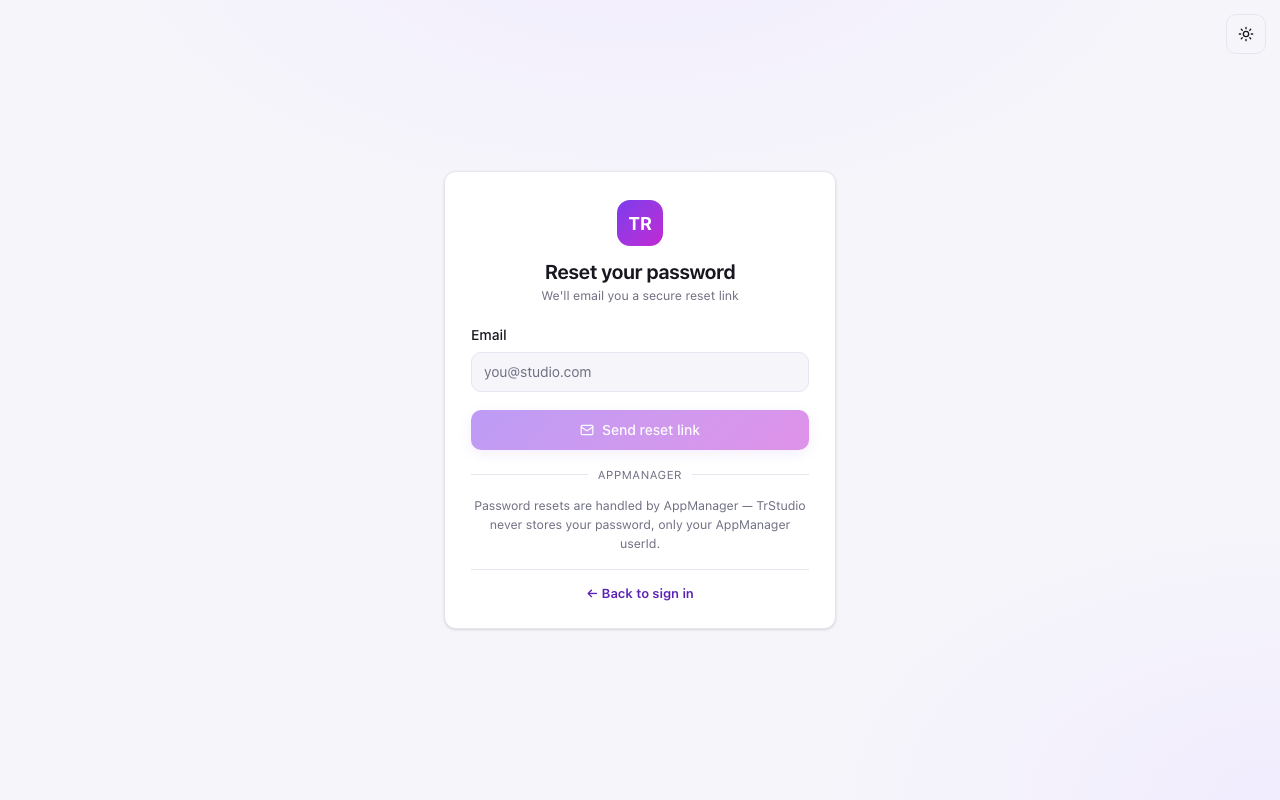 TR
Reset your password
We'll email you a secure reset link
Email
you@studio.com
Send reset link
APPMANAGER
Password resets are handled by AppManager — TrStudio
never stores your password, only your AppManager
userId.
← Back to sign in